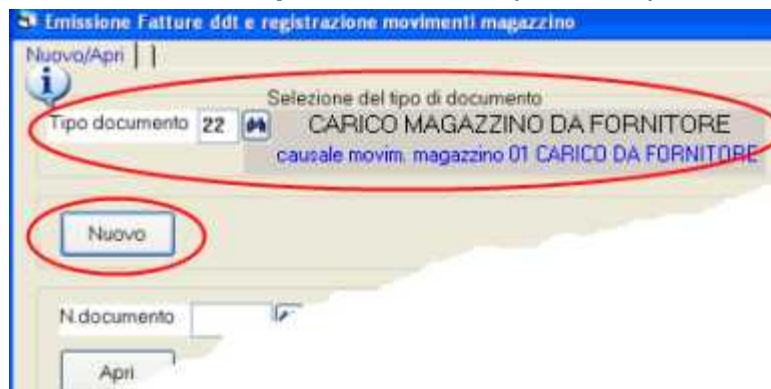 Emissione Fatture ddt e registrazione movimenti magazzino
Nuovo/Apri
Selezione del tipo di documento
Tipo documento 22 CARICO MAGAZZINO DA FORNITORE
causale movim. magazzino 01 CARICO DA FORNITORE
Nuovo
N.documento
Apri